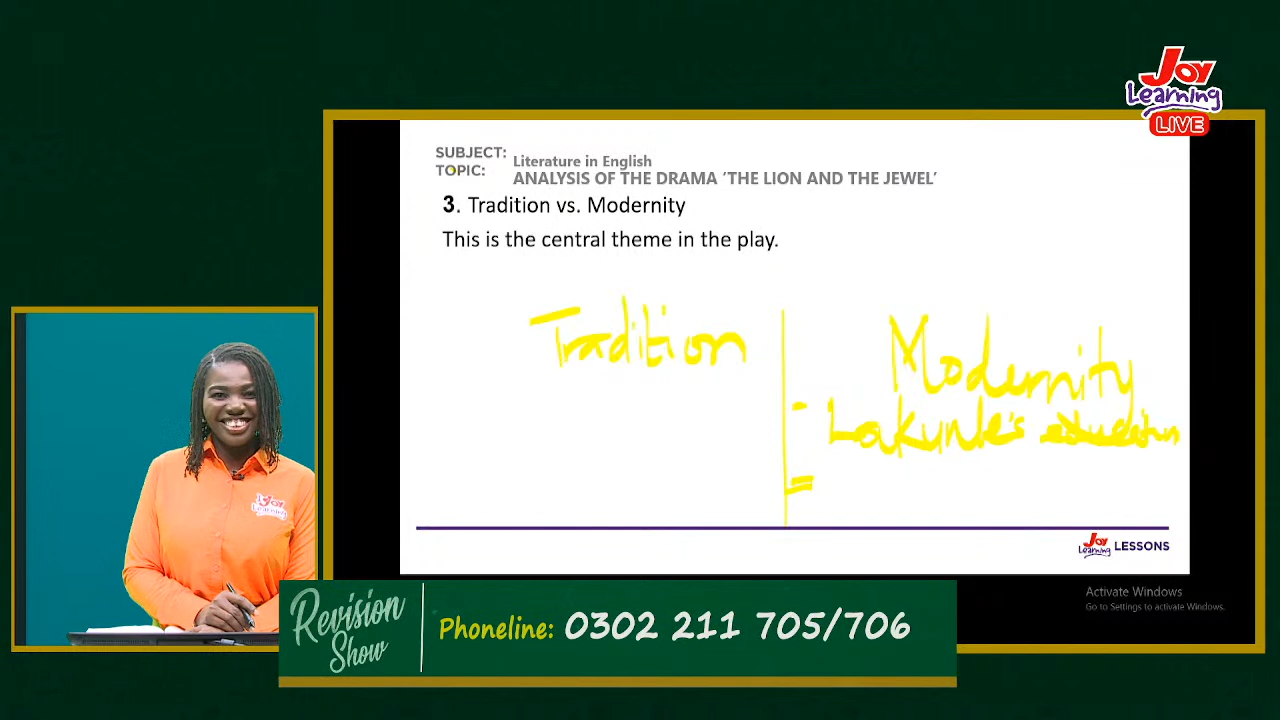 Joy
Learning
LIVE
SUBJECT: Literature in English
TOPIC: ANALYSIS OF THE DRAMA ‘THE LION AND THE JEWEL’
3. Tradition vs. Modernity
This is the central theme in the play.
Tradition
Modernity
- Lakunle's education
Joy
Learning
Joy Learning LESSONS
Activate Windows
Go to Settings to activate Windows.
Revision
Show
Phoneline: 0302 211 705/706